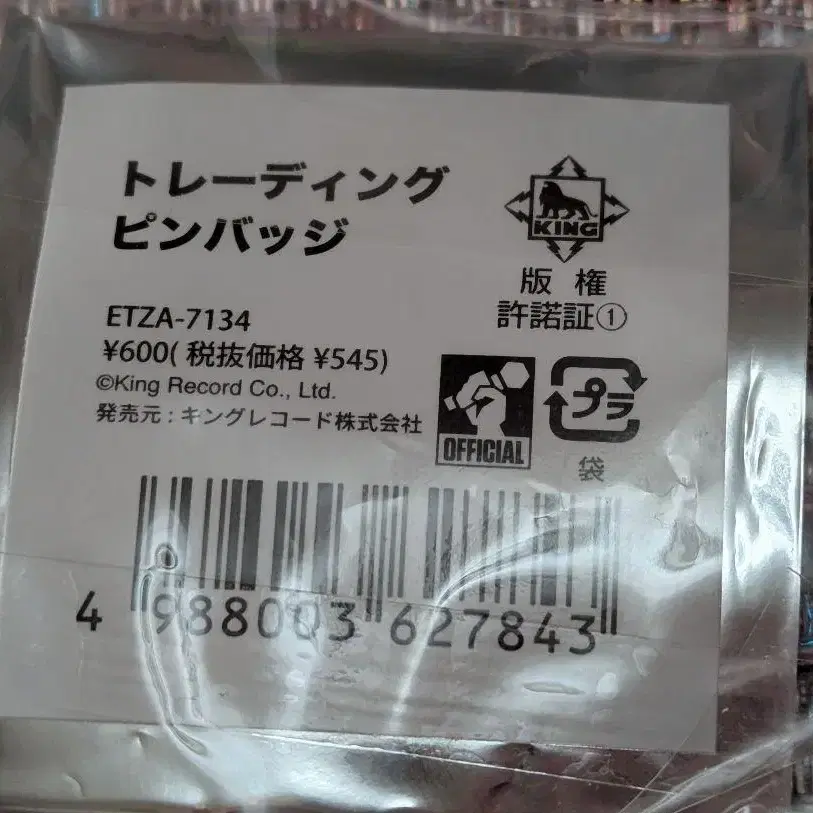 トレーディング
ピンバッジ
KING
版 権
許諾証①
ETZA-7134
¥600( 税抜価格 ¥545)
©King Record Co., Ltd.
発売元 : キングレコード株式会社
OFFICIAL
プラ
袋
4 988003 627843